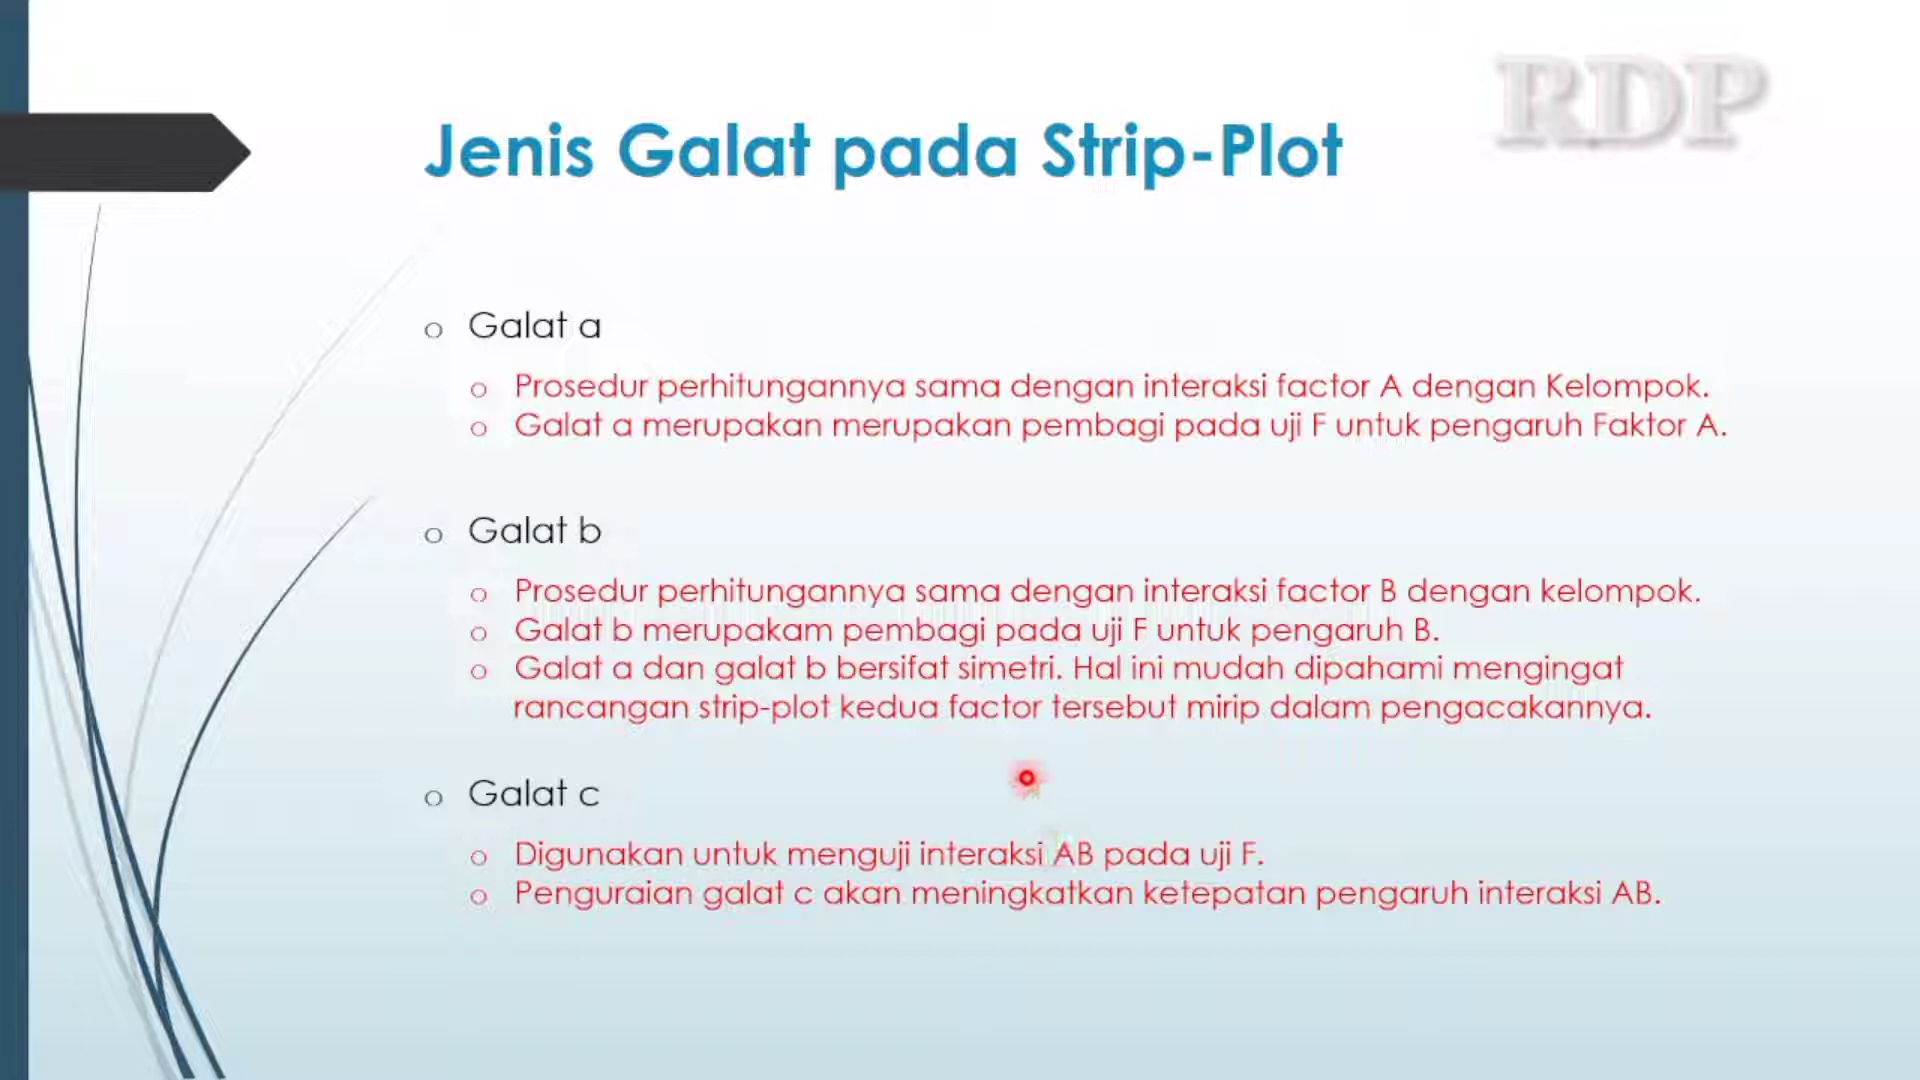 RDP
Jenis Galat pada Strip-Plot
Galat a
Prosedur perhitungannya sama dengan interaksi factor A dengan Kelompok.
Galat a merupakan merupakan pembagi pada uji F untuk pengaruh Faktor A.
Galat b
Prosedur perhitungannya sama dengan interaksi factor B dengan kelompok.
Galat b merupakam pembagi pada uji F untuk pengaruh B.
Galat a dan galat b bersifat simetri. Hal ini mudah dipahami mengingat
rancangan strip-plot kedua factor tersebut mirip dalam pengacakannya.
Galat c
Digunakan untuk menguji interaksi AB pada uji F.
Penguraian galat c akan meningkatkan ketepatan pengaruh interaksi AB.